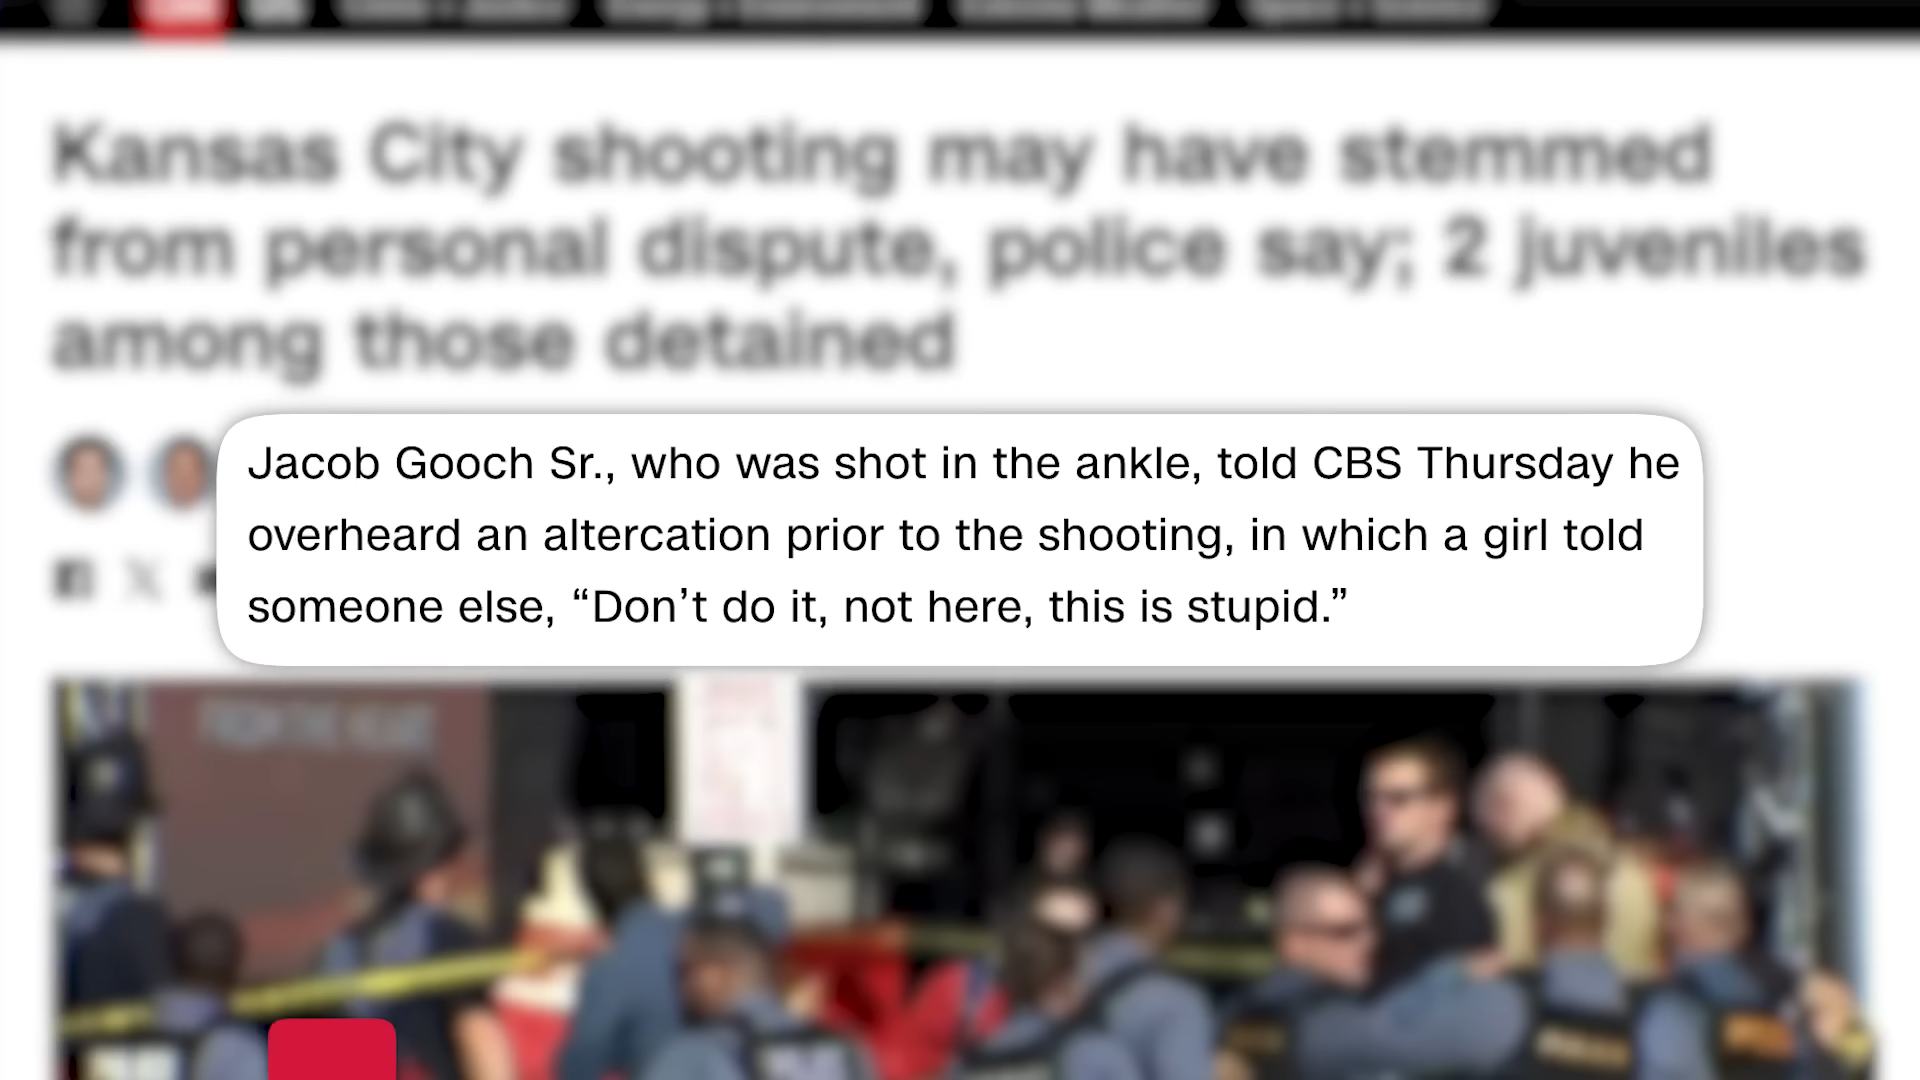 Kansas City shooting may have stemmed
from personal dispute, police say; 2 juveniles
among those detained
Jacob Gooch Sr., who was shot in the ankle, told CBS Thursday he
overheard an altercation prior to the shooting, in which a girl told
someone else, “Don’t do it, not here, this is stupid.”